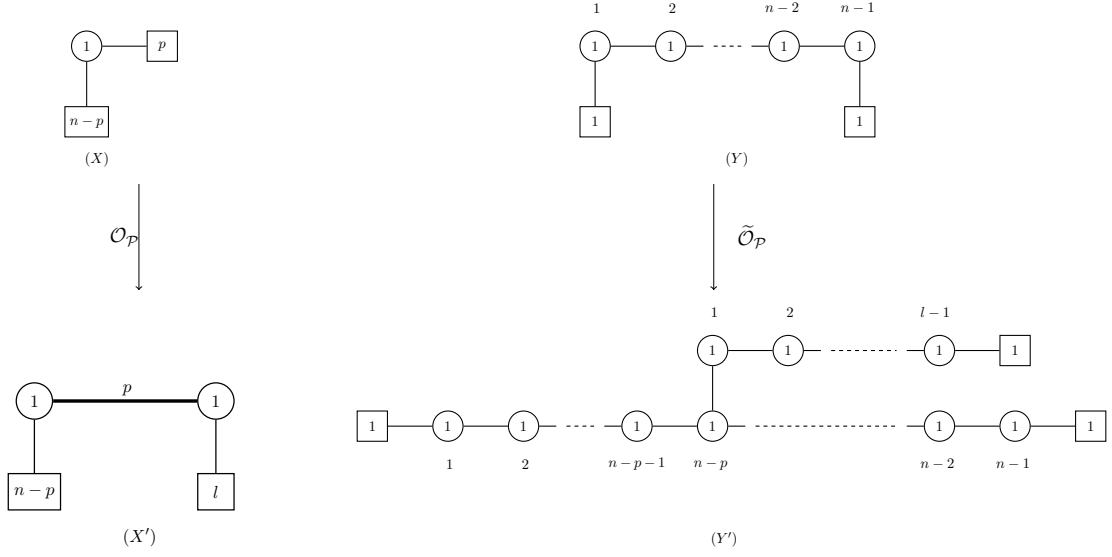 1 2 n − 2 n − 1
1 p 1 1 1 1
n − p 1 1
(X) (Y)
𝒪_𝒫 𝒪̃_𝒫
1 2 l − 1
1 1 1 1
p
1 1
1 1 1 1 1 1 1 1
1 2 n − p − 1 n − p n − 2 n − 1
n − p l
(X′) (Y′)